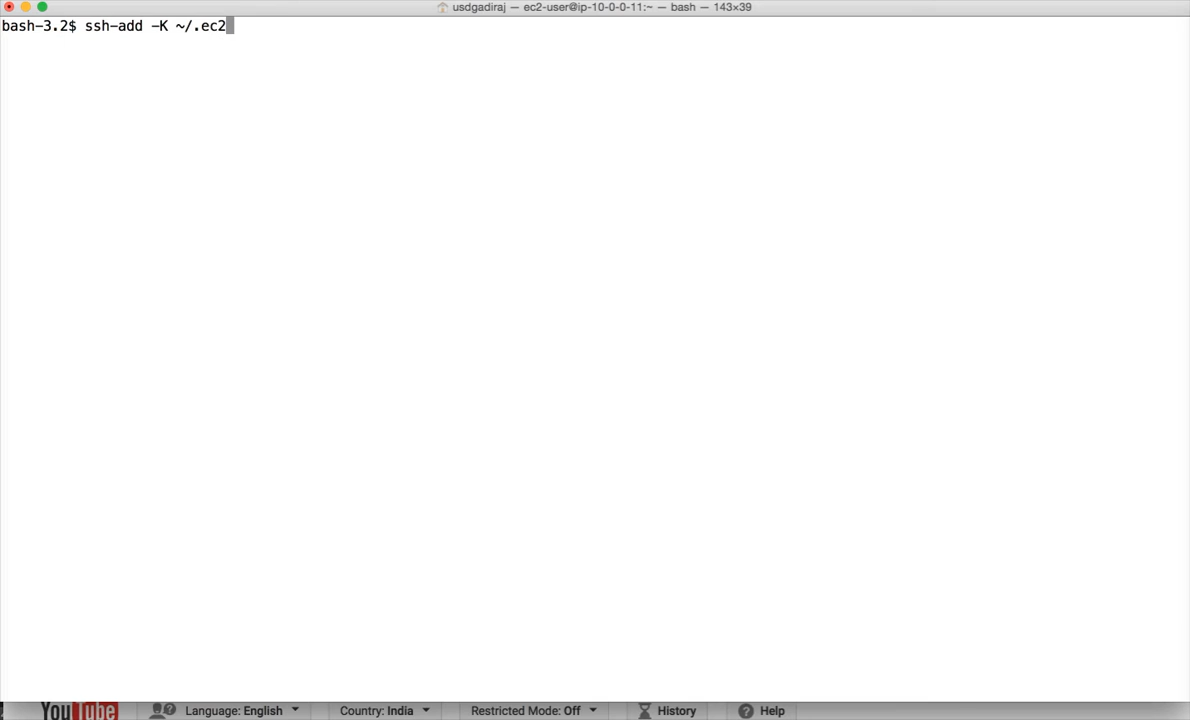 usdgadiraj — ec2-user@ip-10-0-0-11:~ — bash — 143×39
bash-3.2$ ssh-add -K ~/.ec2
YouTube Language: English Country: India Restricted Mode: Off History Help